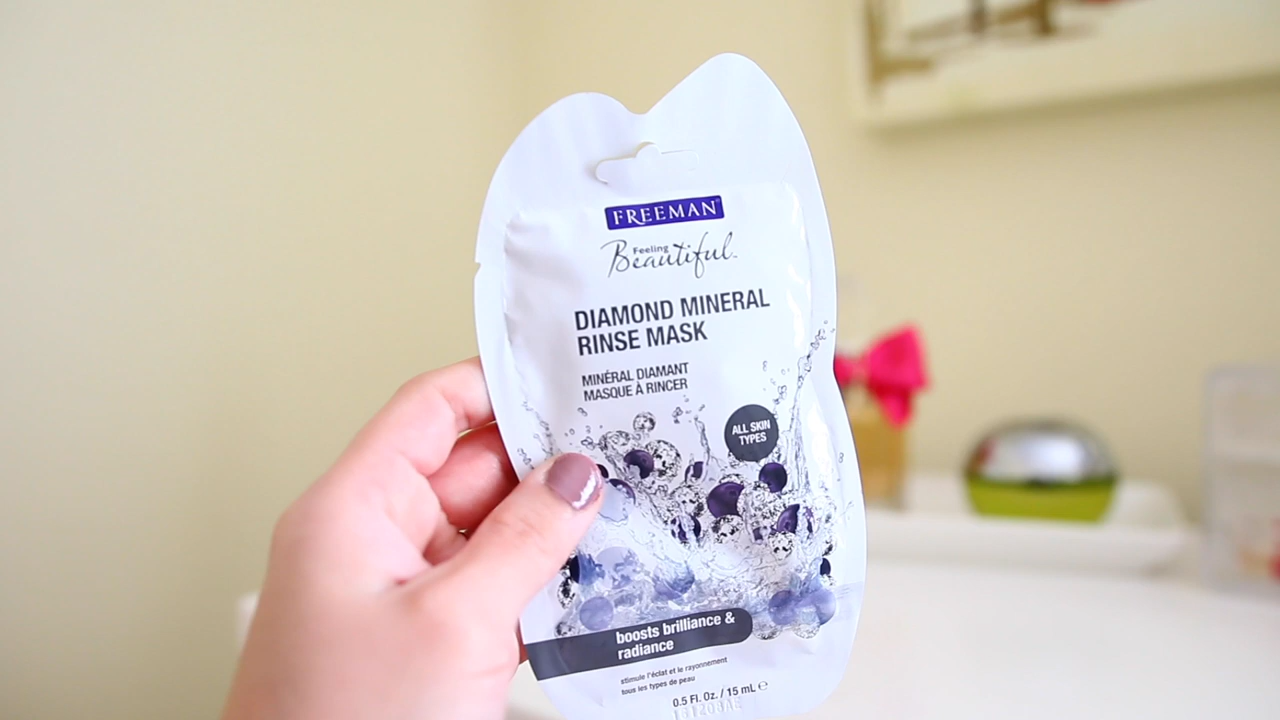 FREEMAN
Feeling
Beautiful™
DIAMOND MINERAL
RINSE MASK
MINÉRAL DIAMANT
MASQUE À RINCER
ALL SKIN
TYPES
boosts brilliance &
radiance
stimule l'éclat et le rayonnement
tous les types de peau
0.5 Fl. Oz. / 15 mL ℮